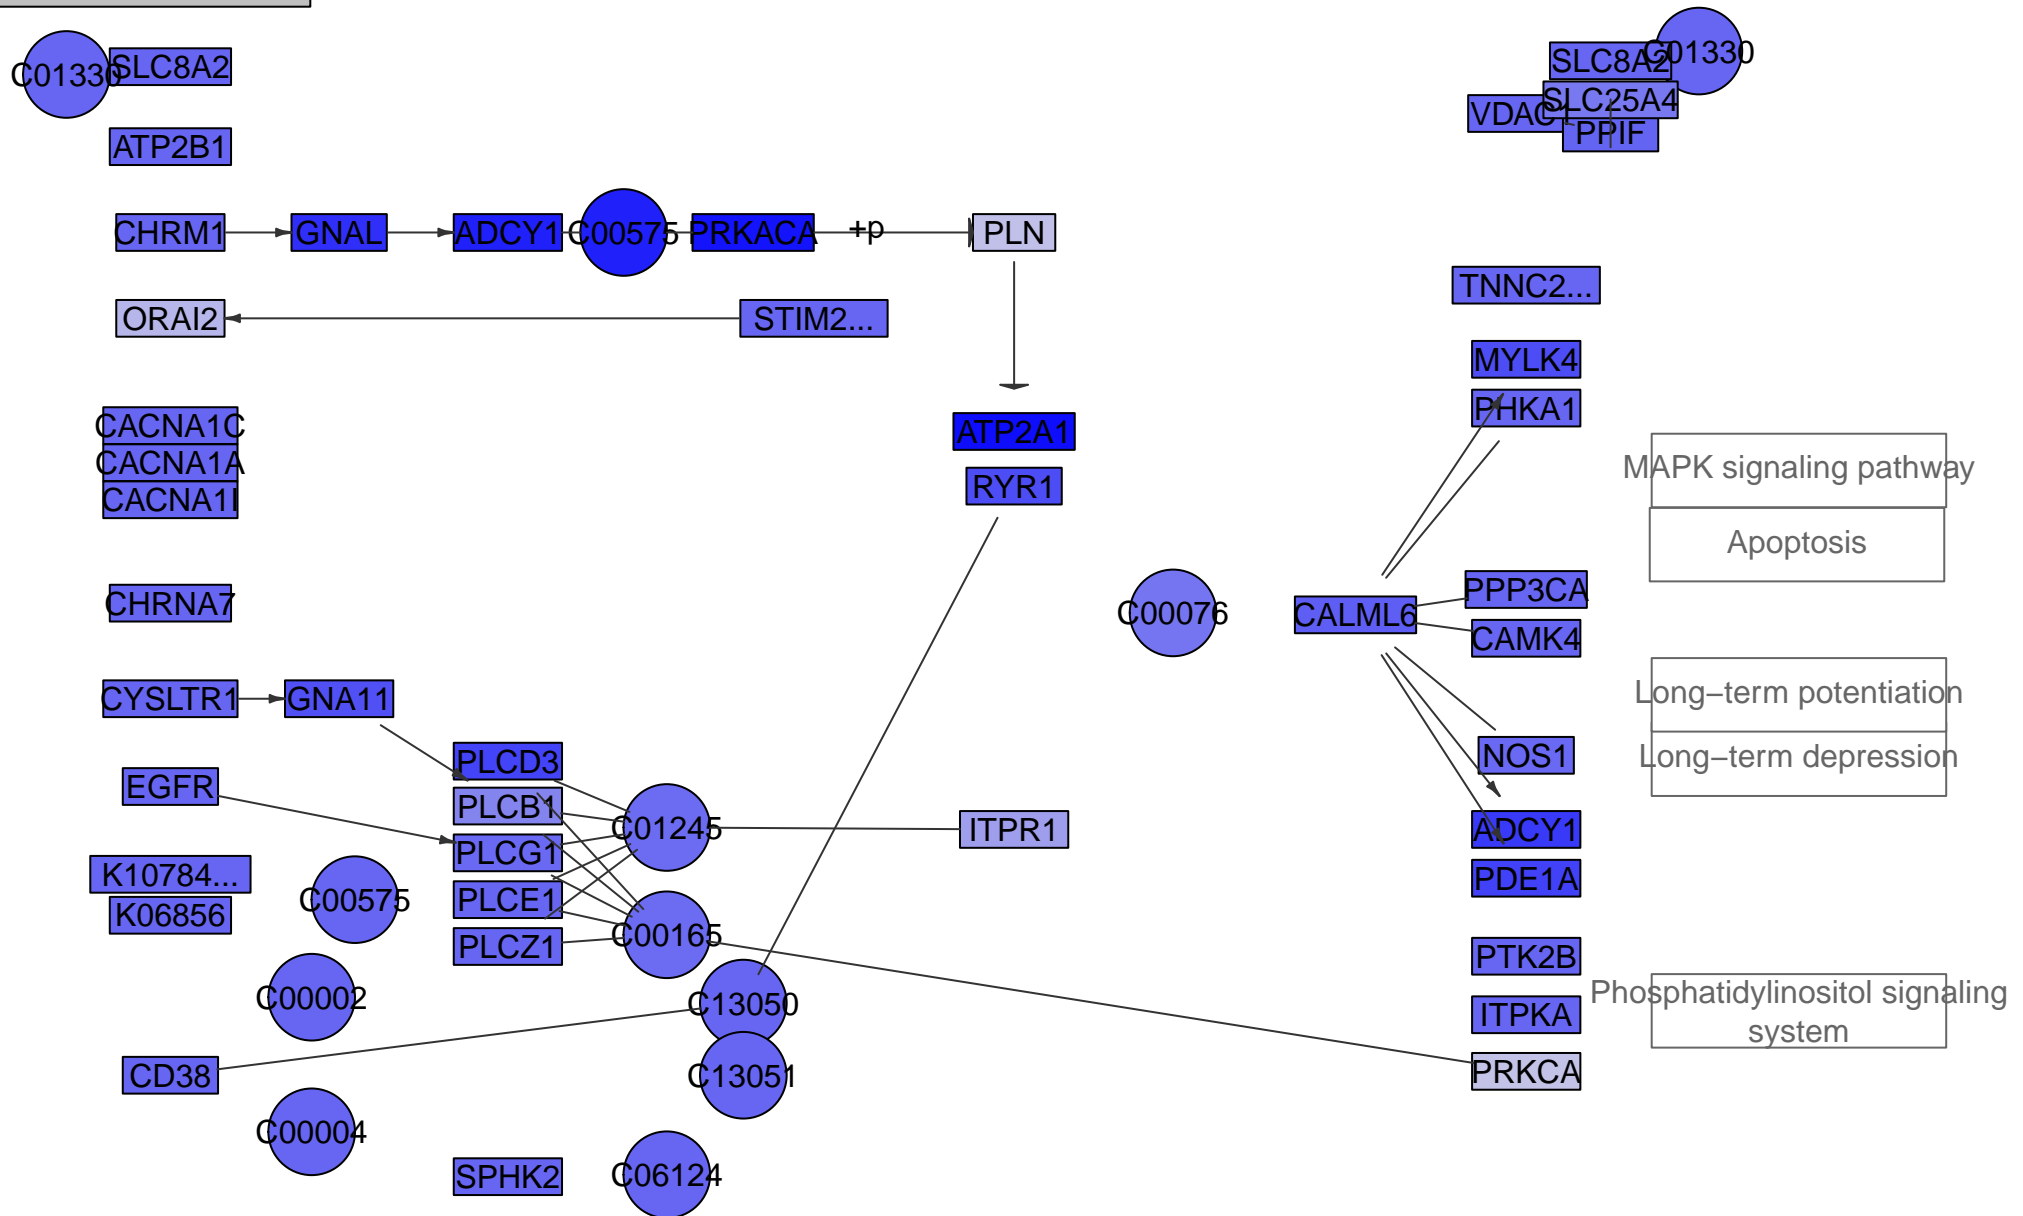 C01330
SLC8A2
SLC8A2
C01330
SLC25A4
VDAC1
PPIF
ATP2B1
CHRM1
GNAL
ADCY1
C00575
PRKACA
+p
PLN
TNNC2...
ORAI2
STIM2...
MYLK4
PHKA1
CACNA1C
CACNA1A
CACNA1I
ATP2A1
RYR1
MAPK signaling pathway
Apoptosis
CHRNA7
C00076
CALML6
PPP3CA
CAMK4
CYSLTR1
GNA11
Long–term potentiation
Long–term depression
PLCD3
NOS1
EGFR
PLCB1
C01245
ITPR1
ADCY1
PLCG1
K10784...
PDE1A
C00575
PLCE1
K06856
C00165
PLCZ1
PTK2B
C00002
C13050
ITPKA
Phosphatidylinositol signaling
system
CD38
C13051
PRKCA
C00004
SPHK2
C06124